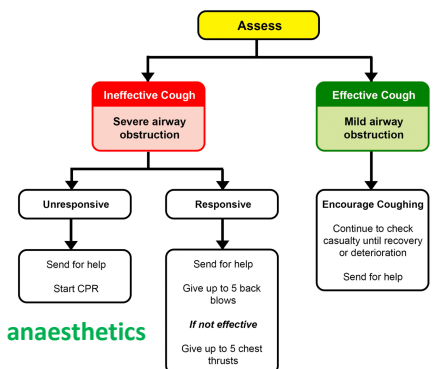 Assess
Ineffective Cough
Severe airway
obstruction
Effective Cough
Mild airway
obstruction
Unresponsive
Responsive
Encourage Coughing
Continue to check
casualty until recovery
or deterioration
Send for help
Send for help
Start CPR
Send for help
Give up to 5 back
blows
If not effective
Give up to 5 chest
thrusts
anaesthetics